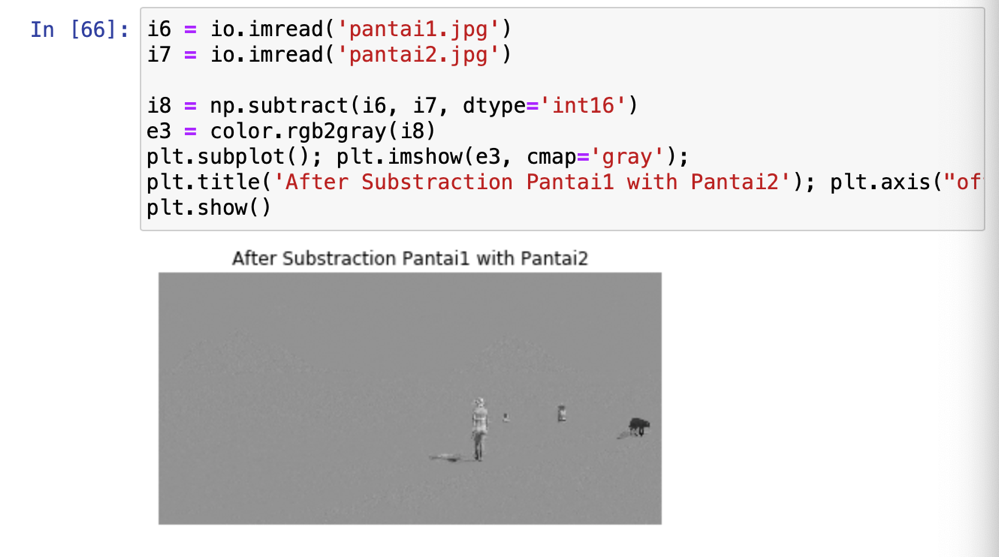 In [66]: i6 = io.imread('pantai1.jpg')
i7 = io.imread('pantai2.jpg')
i8 = np.subtract(i6, i7, dtype='int16')
e3 = color.rgb2gray(i8)
plt.subplot(); plt.imshow(e3, cmap='gray');
plt.title('After Substraction Pantai1 with Pantai2'); plt.axis("of
plt.show()
After Substraction Pantai1 with Pantai2